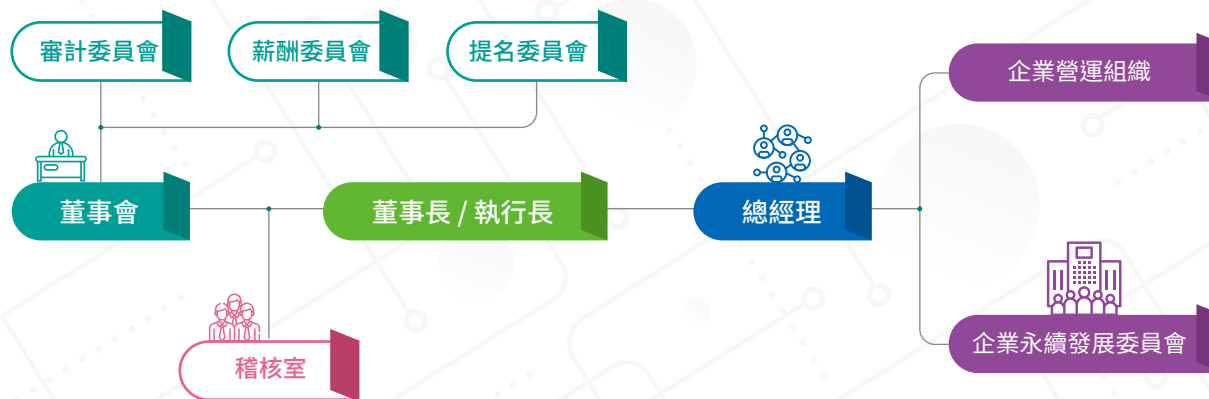 審計委員會
薪酬委員會
提名委員會
企業營運組織
董事會
董事長 / 執行長
總經理
企業永續發展委員會
稽核室